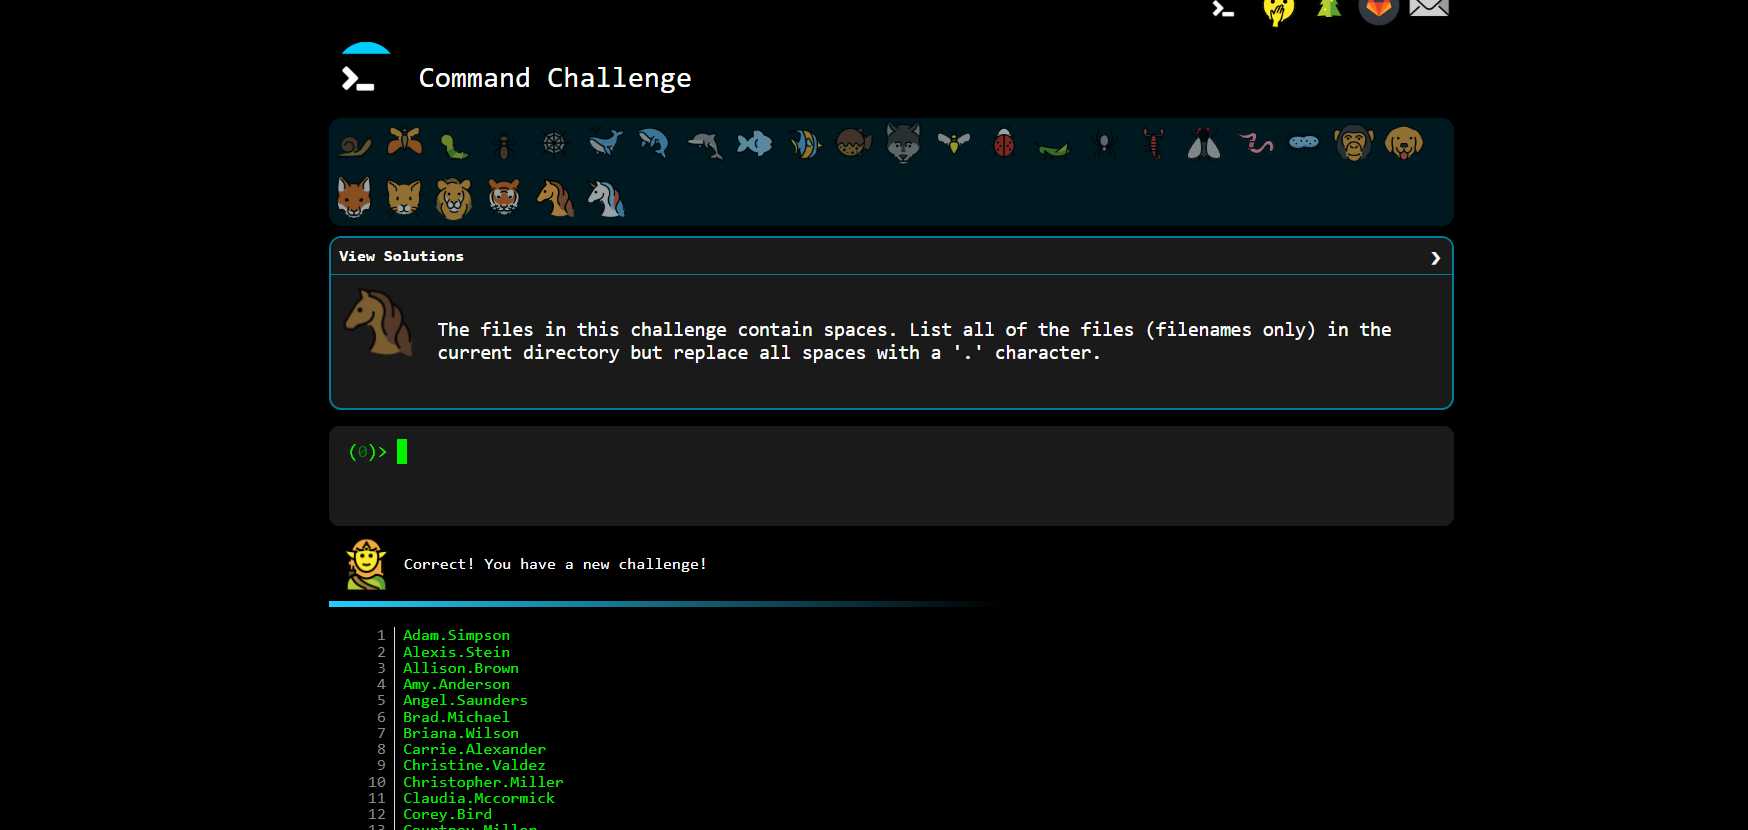 Command Challenge
View Solutions
The files in this challenge contain spaces. List all of the files (filenames only) in the
current directory but replace all spaces with a '.' character.
(0)>
Correct! You have a new challenge!
1 Adam.Simpson
2 Alexis.Stein
3 Allison.Brown
4 Amy.Anderson
5 Angel.Saunders
6 Brad.Michael
7 Briana.Wilson
8 Carrie.Alexander
9 Christine.Valdez
10 Christopher.Miller
11 Claudia.Mccormick
12 Corey.Bird
13 Courtney.Miller